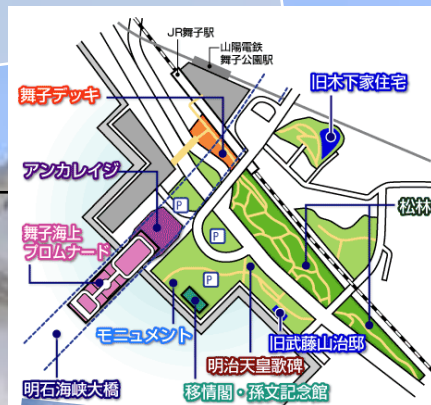 JR舞子駅
山陽電鉄
舞子公園駅
舞子デッキ
旧木下家住宅
アンカレイジ
P
松林
舞子海上
プロムナード
P
P
モニュメント
旧武藤山治邸
明治天皇歌碑
明石海峡大橋
移情閣・孫文記念館